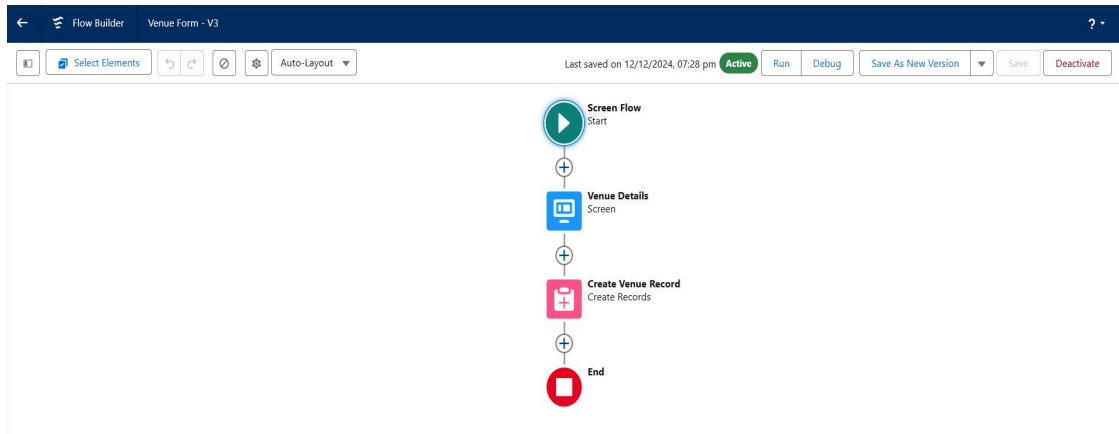 Flow Builder Venue Form - V3 ?
Select Elements Auto-Layout Last saved on 12/12/2024, 07:28 pm Active Run Debug Save As New Version Save Deactivate
Screen Flow
Start
Venue Details
Screen
Create Venue Record
Create Records
End